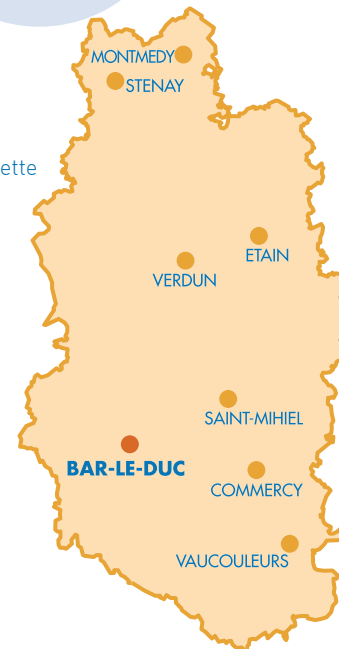 MONTMEDY
STENAY
ette
ETAIN
VERDUN
SAINT-MIHIEL
BAR-LE-DUC
COMMERCY
VAUCOULEURS